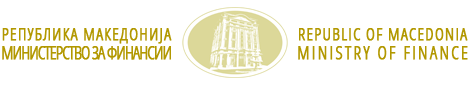 РЕПУБЛИКА МАКЕДОНИЈА
МИНИСТЕРСТВО ЗА ФИНАНСИИ
REPUBLIC OF MACEDONIA
MINISTRY OF FINANCE